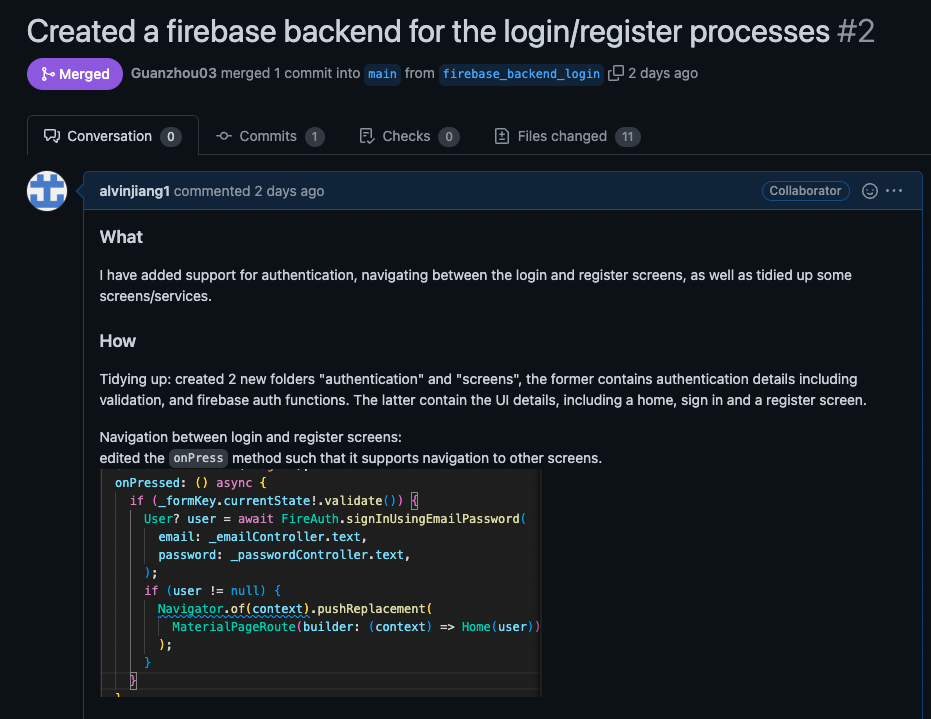 Created a firebase backend for the login/register processes #2
Merged Guanzhou03 merged 1 commit into main from firebase_backend_login 2 days ago
Conversation 0 Commits 1 Checks 0 Files changed 11
alvinjiang1 commented 2 days ago Collaborator
What
I have added support for authentication, navigating between the login and register screens, as well as tidied up some
screens/services.
How
Tidying up: created 2 new folders "authentication" and "screens", the former contains authentication details including
validation, and firebase auth functions. The latter contain the UI details, including a home, sign in and a register screen.
Navigation between login and register screens:
edited the onPress method such that it supports navigation to other screens.
onPressed: () async {
if (_formKey.currentState!.validate()) {
User? user = await FireAuth.signInUsingEmailPassword(
email: _emailController.text,
password: _passwordController.text,
);
if (user != null) {
Navigator.of(context).pushReplacement(
MaterialPageRoute(builder: (context) => Home(user))
);
}
}